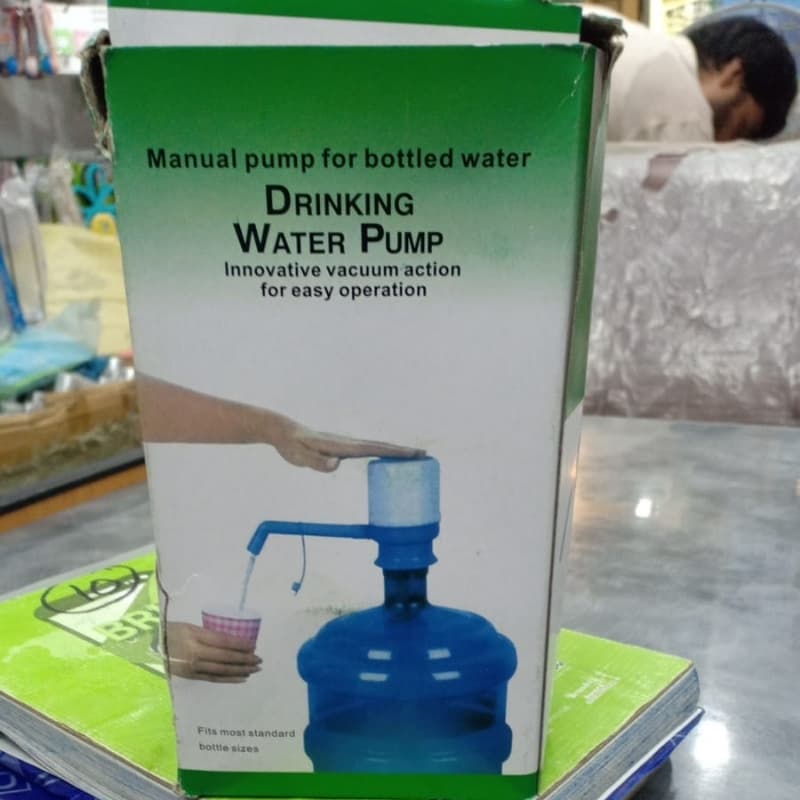 Manual pump for bottled water
DRINKING
WATER PUMP
Innovative vacuum action
for easy operation
Fits most standard
bottle sizes